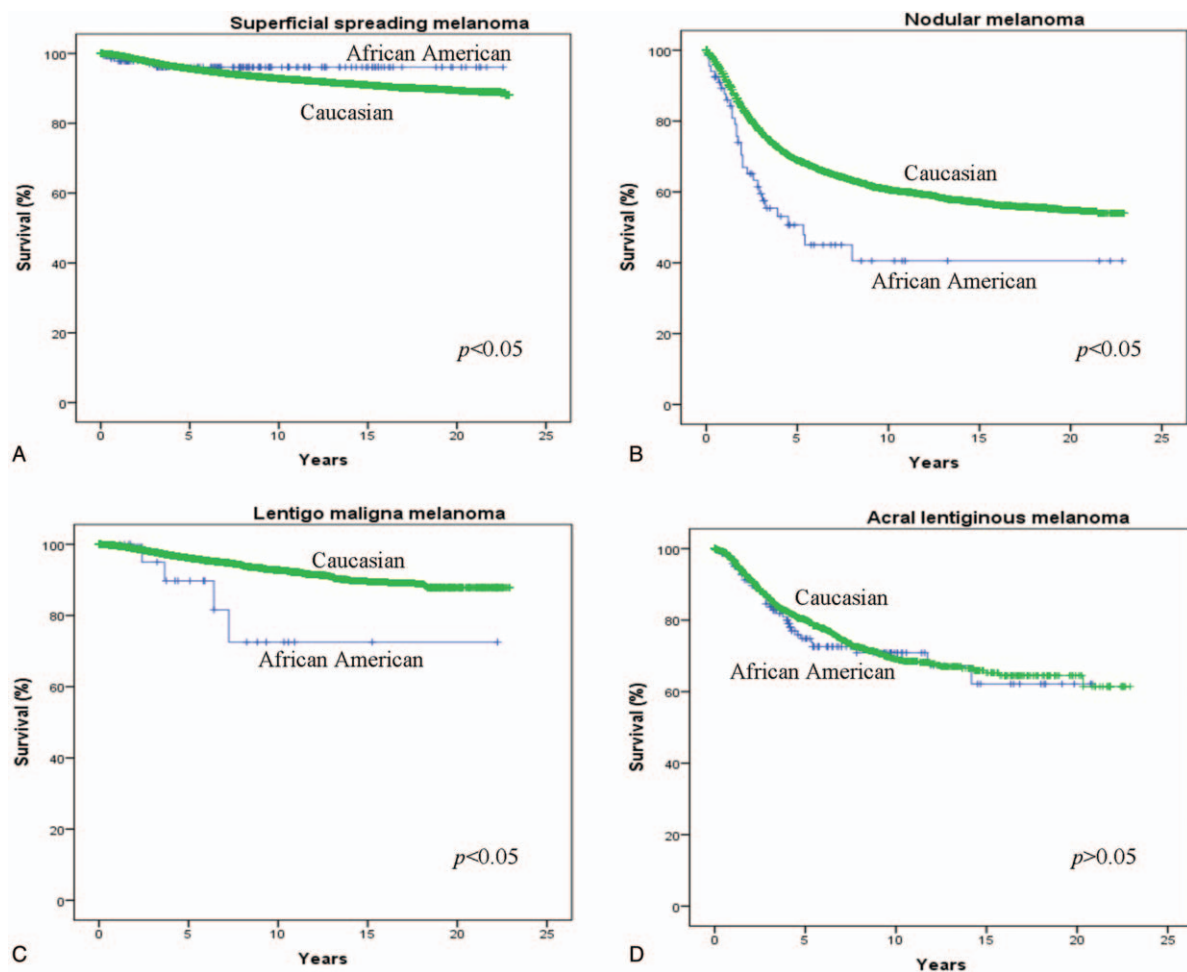 Superficial spreading melanoma
100
80
60
40
20
0
Survival (%)
African American
Caucasian
p<0.05
0 5 10 15 20 25
Years
A
Nodular melanoma
100
80
60
40
20
0
Survival (%)
Caucasian
African American
p<0.05
0 5 10 15 20 25
Years
B
Lentigo maligna melanoma
100
80
60
40
20
0
Survival (%)
Caucasian
African American
p<0.05
0 5 10 15 20 25
Years
C
Acral lentiginous melanoma
100
80
60
40
20
0
Survival (%)
Caucasian
African American
p>0.05
0 5 10 15 20 25
Years
D